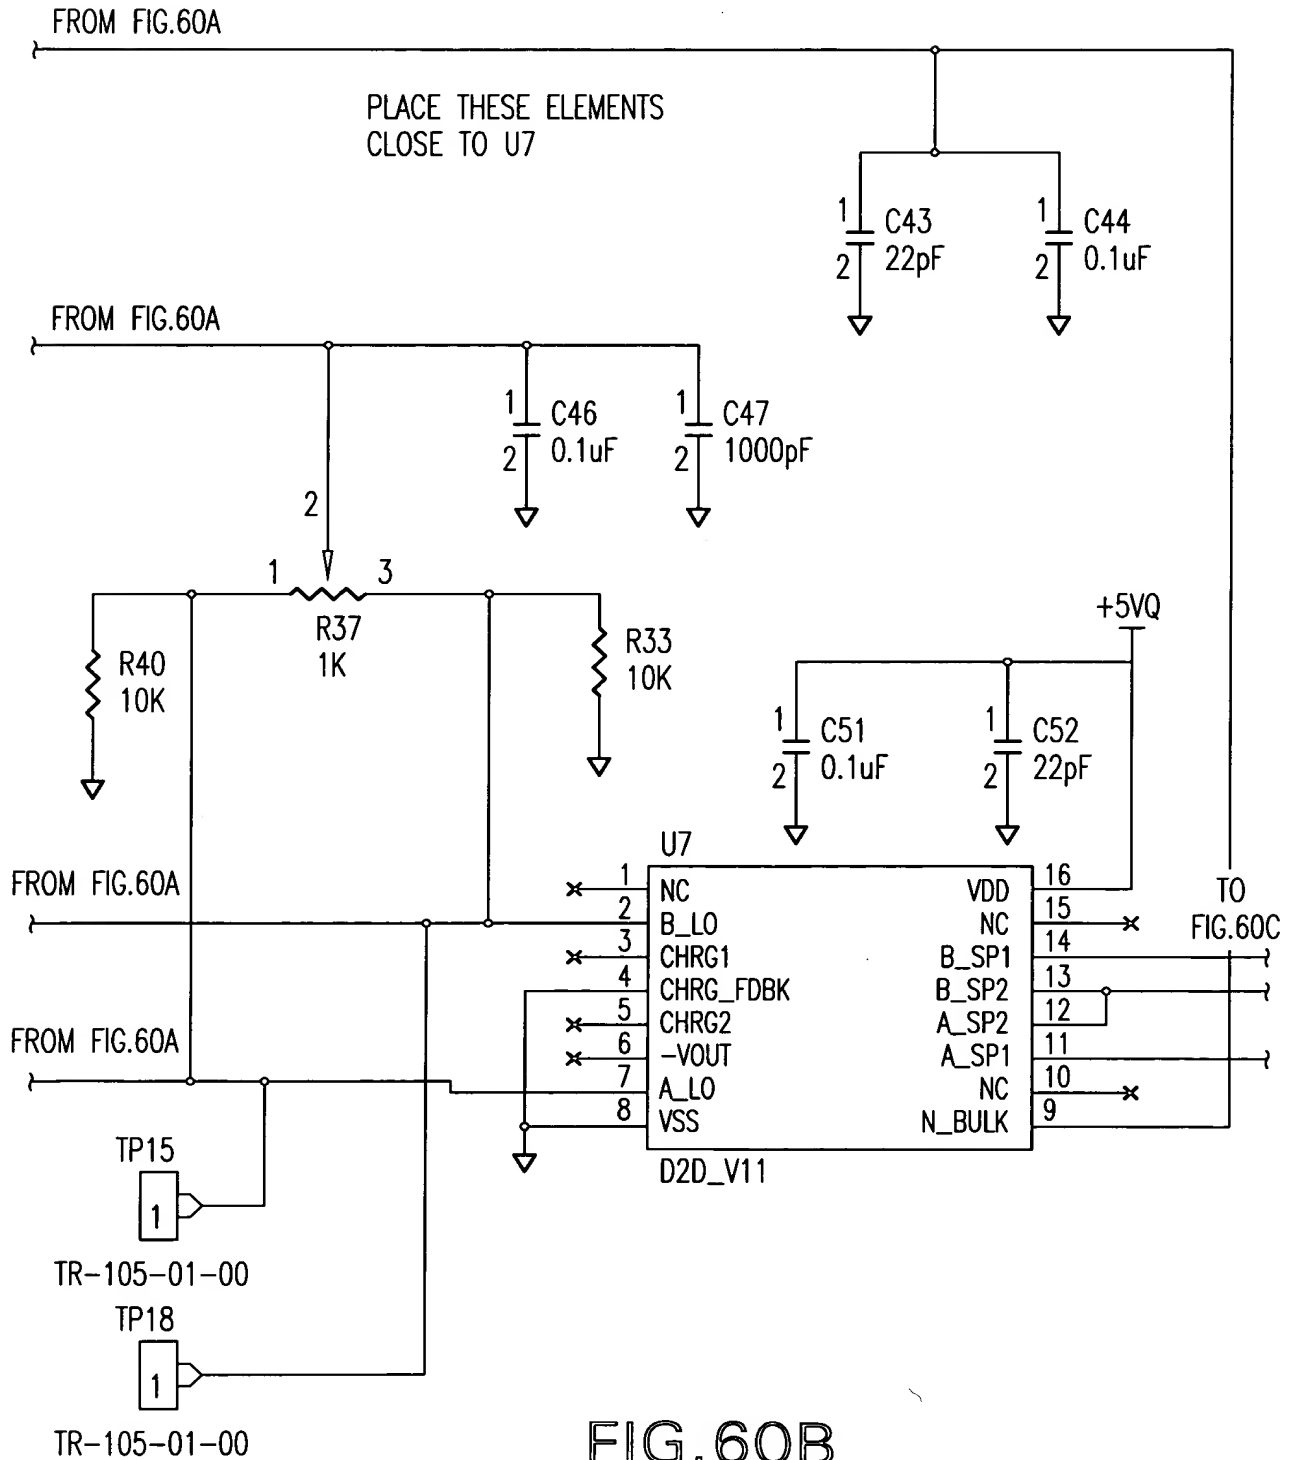 FROM FIG.60A
PLACE THESE ELEMENTS
CLOSE TO U7
1 C43
2 22pF
1 C44
2 0.1uF
FROM FIG.60A
1 C46
2 0.1uF
1 C47
2 1000pF
2
1 3
R37
1K
R40
10K
R33
10K
+5VQ
1 C51
2 0.1uF
1 C52
2 22pF
U7
FROM FIG.60A
TO
FIG.60C
1 NC VDD 16
2 B_LO NC 15
3 CHRG1 B_SP1 14
4 CHRG_FDBK B_SP2 13
5 CHRG2 A_SP2 12
6 -VOUT A_SP1 11
7 A_LO NC 10
8 VSS N_BULK 9
D2D_V11
FROM FIG.60A
TP15
1
TR-105-01-00
TP18
1
TR-105-01-00
FIG.60B